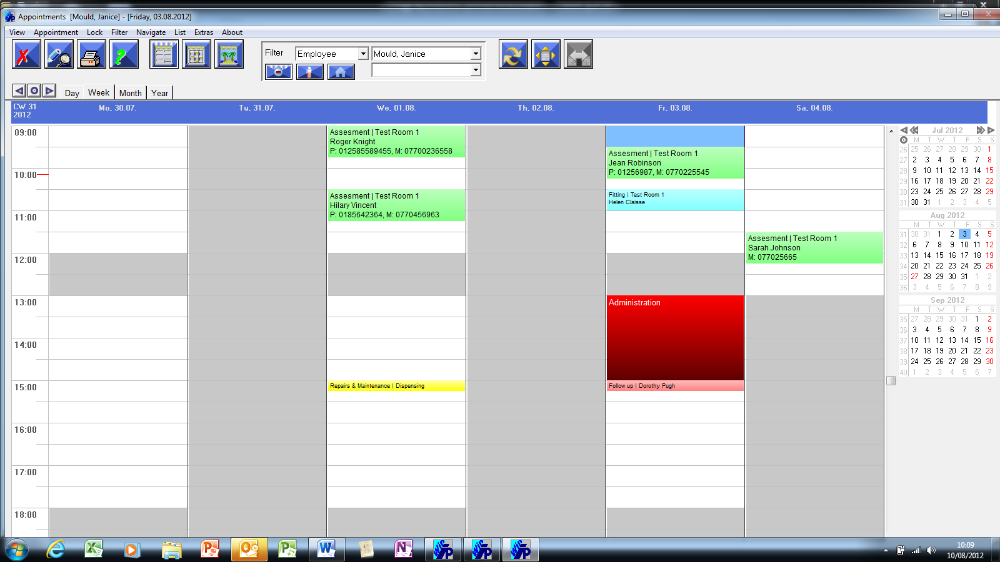 Appointments [Mould, Janice] - [Friday, 03.08.2012]
View Appointment Lock Filter Navigate List Extras About
Filter Employee Mould, Janice
Day Week Month Year
CW 31
2012
Mo, 30.07. Tu, 31.07. We, 01.08. Th, 02.08. Fr, 03.08. Sa, 04.08.
09:00
10:00
11:00
12:00
13:00
14:00
15:00
16:00
17:00
18:00
Assesment | Test Room 1
Roger Knight
P: 012585589455, M: 07700236558
Assesment | Test Room 1
Hilary Vincent
P: 0185642364, M: 0770456963
Repairs & Maintenance | Dispensing
Assesment | Test Room 1
Jean Robinson
P: 01256987, M: 0770225545
Fitting | Test Room 1
Helen Claisse
Administration
Follow up | Dorothy Pugh
Assesment | Test Room 1
Sarah Johnson
M: 077025665
Jul 2012
M T W T F S S
26 25 26 27 28 29 30 1
27 2 3 4 5 6 7 8
28 9 10 11 12 13 14 15
29 16 17 18 19 20 21 22
30 23 24 25 26 27 28 29
31 30 31 1 2 3 4 5
Aug 2012
M T W T F S S
31 30 31 1 2 3 4 5
32 6 7 8 9 10 11 12
33 13 14 15 16 17 18 19
34 20 21 22 23 24 25 26
35 27 28 29 30 31 1 2
36 3 4 5 6 7 8 9
Sep 2012
M T W T F S S
35 27 28 29 30 31 1 2
36 3 4 5 6 7 8 9
37 10 11 12 13 14 15 16
38 17 18 19 20 21 22 23
39 24 25 26 27 28 29 30
40 1 2 3 4 5 6 7
10:09
10/08/2012